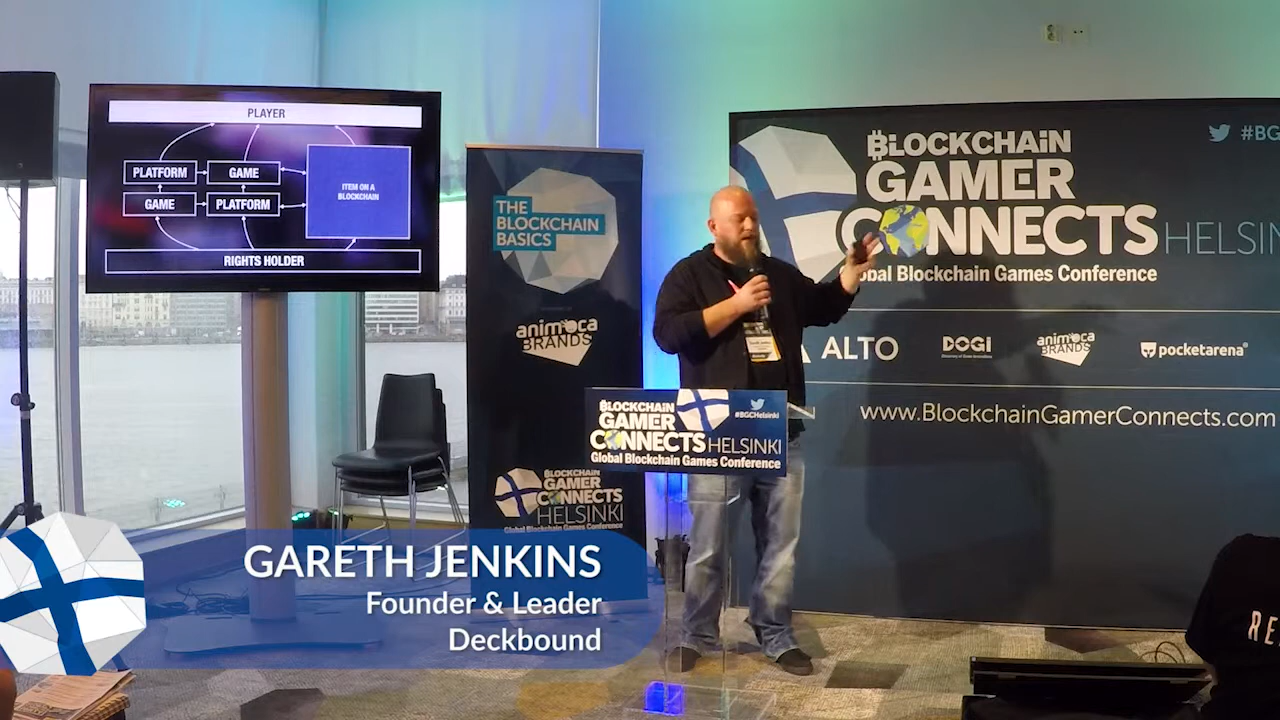 PLAYER
PLATFORM
GAME
GAME
PLATFORM
ITEM ON A
BLOCKCHAIN
RIGHTS HOLDER
THE
BLOCKCHAIN
BASICS
animoca
BRANDS
BLOCKCHAIN
GAMER
CONNECTS
HELSINKI
Global Blockchain Games Conference
BLOCKCHAIN
GAMER
CONNECTS HELSIN
Global Blockchain Games Conference
#BG
ALTO
DOGI
animoca
BRANDS
pocketarena
www.BlockchainGamerConnects.com
BLOCKCHAIN
GAMER
CONNECTS HELSINKI
Global Blockchain Games Conference
#BGCHelsinki
GARETH JENKINS
Founder & Leader
Deckbound
RE